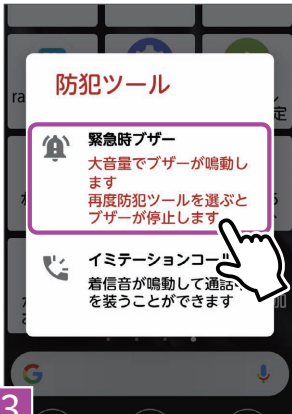 防犯ツール
緊急時ブザー
大音量でブザーが鳴動し
ます
再度防犯ツールを選ぶと
ブザーが停止します
イミテーションコール
着信音が鳴動して通話
を装うことができます
ra
定
G
3